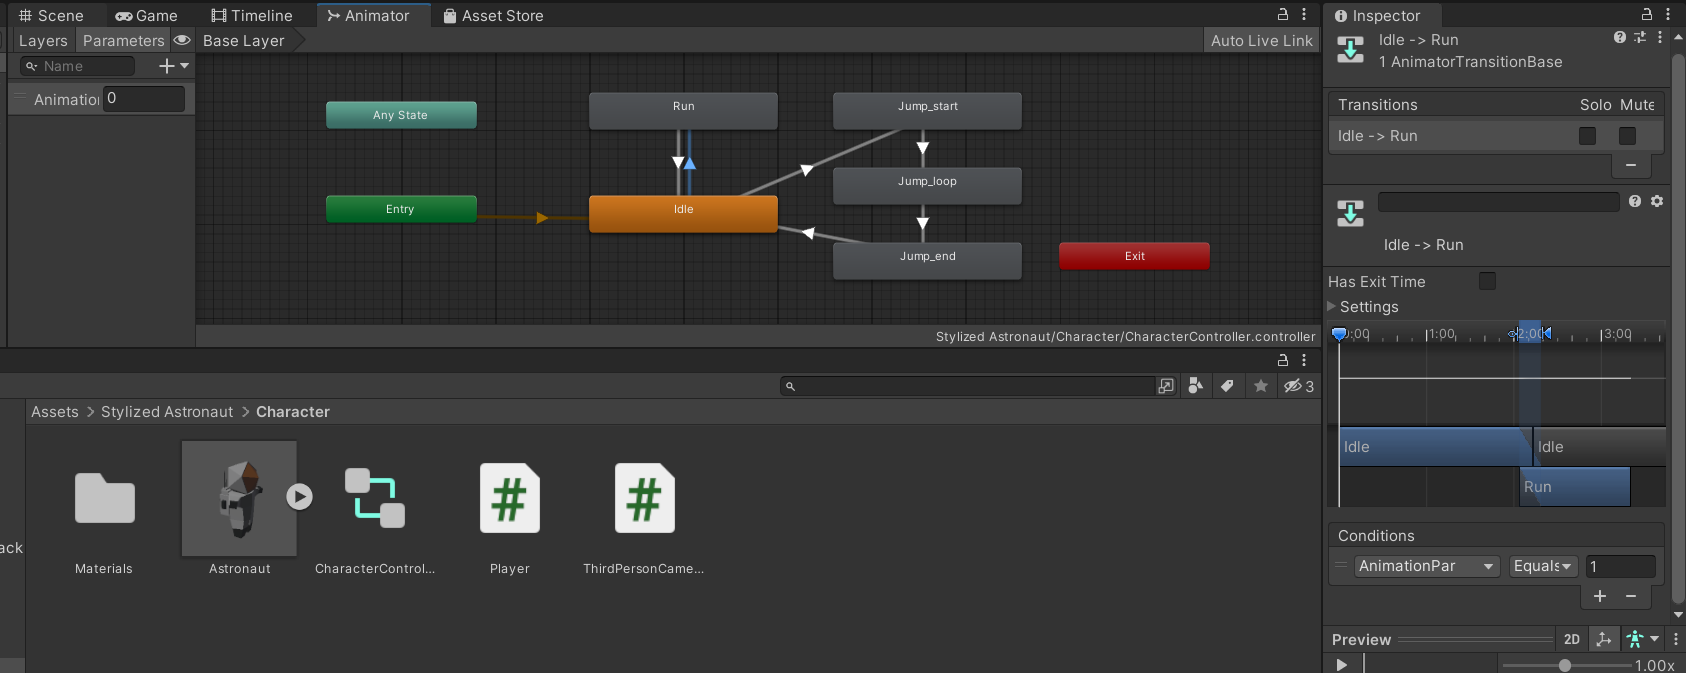 Scene Game Timeline Animator Asset Store
Layers Parameters Base Layer Auto Live Link
Name
Animatio 0
Any State
Entry
Run
Idle
Jump_start
Jump_loop
Jump_end
Exit
Stylized Astronaut/Character/CharacterController.controller
3
Assets > Stylized Astronaut > Character
ack
Materials Astronaut CharacterControl... Player ThirdPersonCame...
Inspector
Idle -> Run
1 AnimatorTransitionBase
Transitions Solo Mute
Idle -> Run
Idle -> Run
Has Exit Time
Settings
0:00 1:00 2:00 3:00
Idle Idle
Run
Conditions
AnimationPar Equals 1
Preview 2D
1.00x